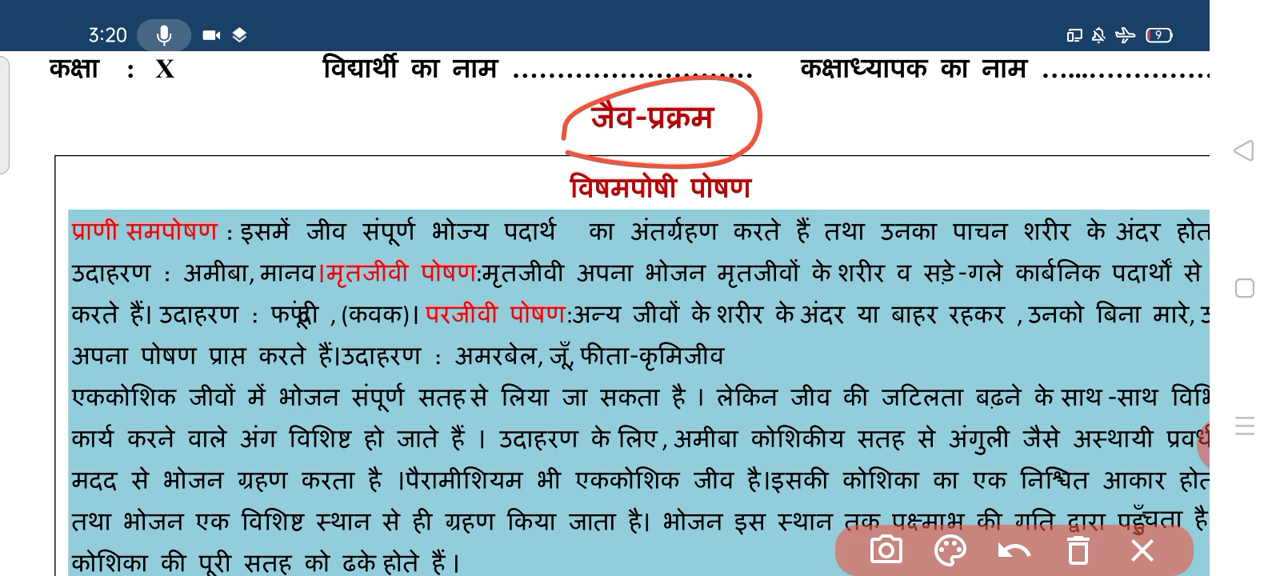 3:20 9
कक्षा : X विद्यार्थी का नाम ........................... कक्षाध्यापक का नाम ....................
जैव-प्रक्रम
विषमपोषी पोषण
प्राणी समपोषण : इसमें जीव संपूर्ण भोज्य पदार्थ का अंतर्ग्रहण करते हैं तथा उनका पाचन शरीर के अंदर होत
उदाहरण : अमीबा, मानव।मृतजीवी पोषण:मृतजीवी अपना भोजन मृतजीवों के शरीर व सड़े-गले कार्बनिक पदार्थों से
करते हैं। उदाहरण : फफूंदी , (कवक)। परजीवी पोषण:अन्य जीवों के शरीर के अंदर या बाहर रहकर , उनको बिना मारे,
अपना पोषण प्राप्त करते हैं।उदाहरण : अमरबेल, जूँ, फीता-कृमिजीव
एककोशिक जीवों में भोजन संपूर्ण सतह से लिया जा सकता है । लेकिन जीव की जटिलता बढ़ने के साथ -साथ
कार्य करने वाले अंग विशिष्ट हो जाते हैं । उदाहरण के लिए, अमीबा कोशिकीय सतह से अंगुली जैसे अस्थायी
मदद से भोजन ग्रहण करता है ।पैरामीशियम भी एककोशिक जीव है।इसकी कोशिका का एक निश्चित आकार होत
तथा भोजन एक विशिष्ट स्थान से ही ग्रहण किया जाता है। भोजन इस स्थान तक पक्ष्माभ की गति द्वारा पहुँचता है
कोशिका की पूरी सतह को ढके होते हैं ।